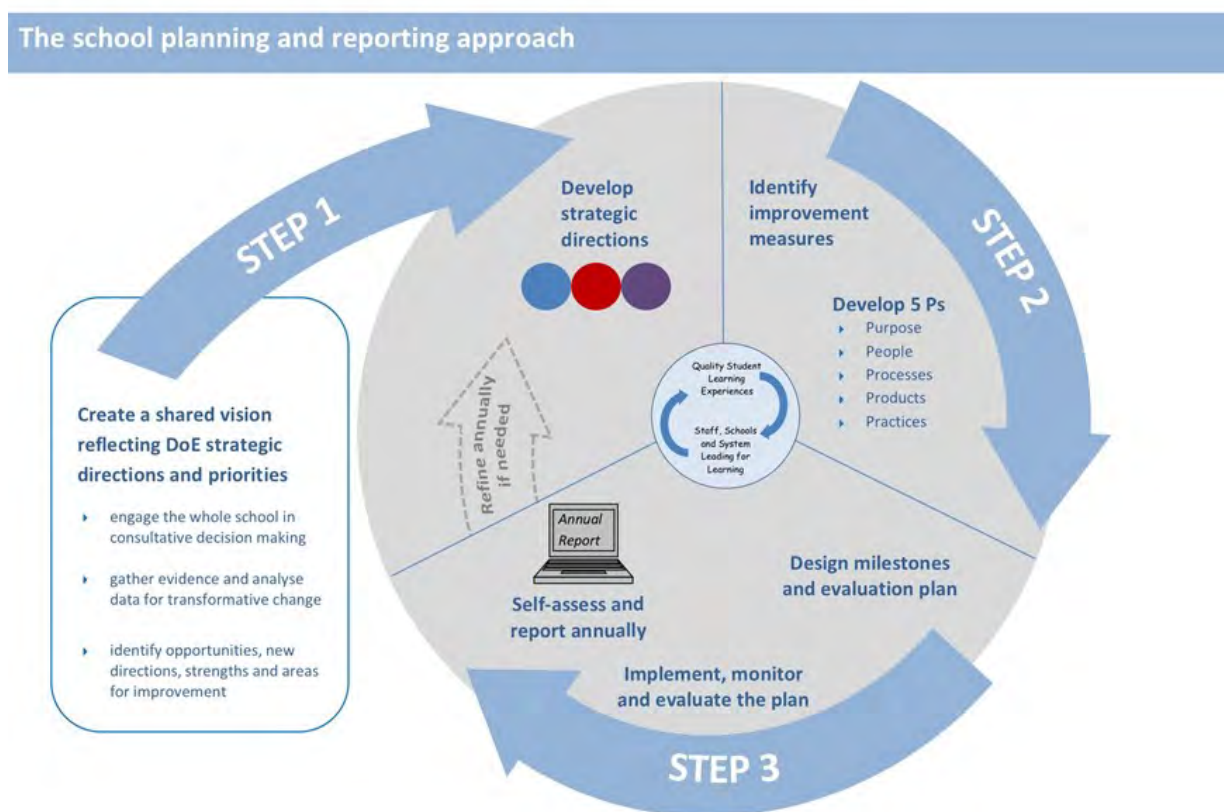 The school planning and reporting approach
STEP 1
Create a shared vision
reflecting DoE strategic
directions and priorities
engage the whole school in
consultative decision making
gather evidence and analyse
data for transformative change
identify opportunities, new
directions, strengths and areas
for improvement
Develop
strategic
directions
Refine annually
if needed
STEP 2
Identify
improvement
measures
Develop 5 Ps
Purpose
People
Processes
Products
Practices
Quality Student
Learning
Experiences
Staff, Schools
and System
Leading for
Learning
Design milestones
and evaluation plan
STEP 3
Implement, monitor
and evaluate the plan
Annual
Report
Self-assess and
report annually